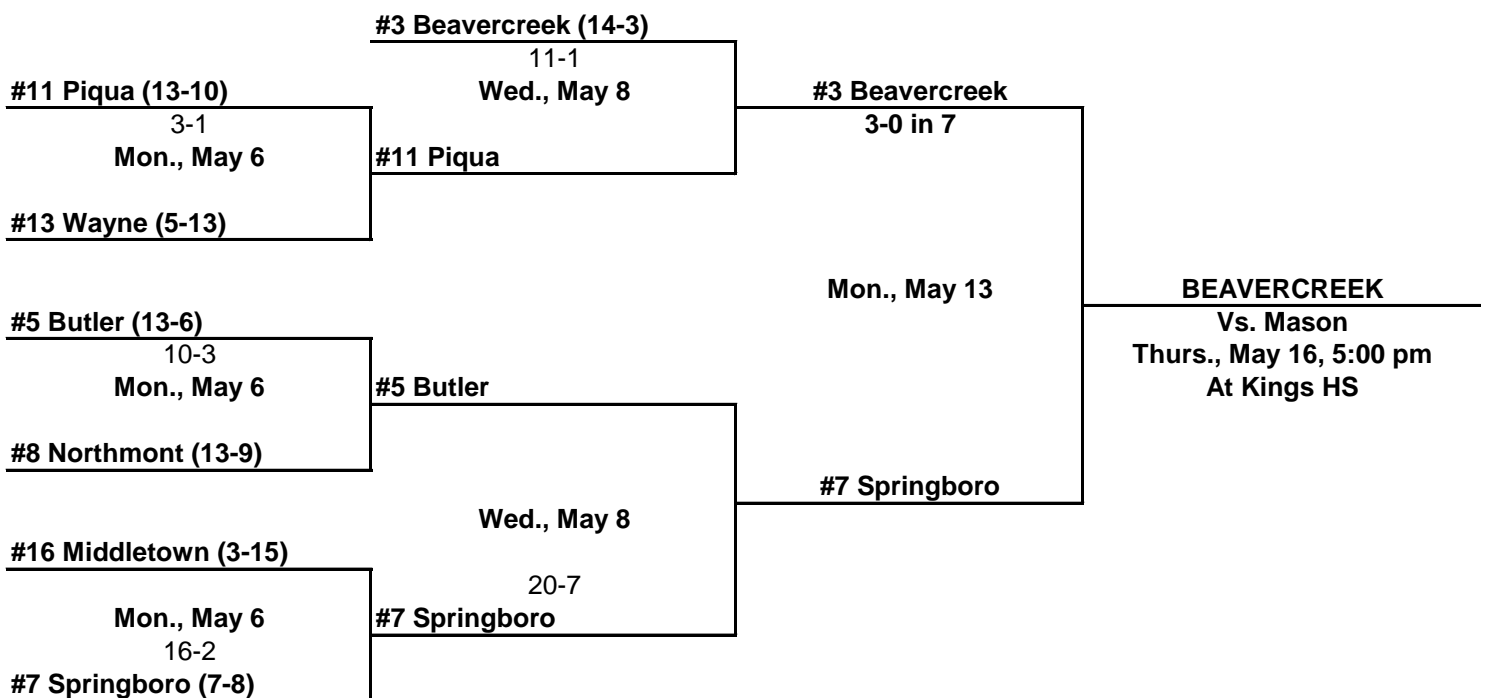 #3 Beavercreek (14-3)
11-1
#11 Piqua (13-10)
Wed., May 8
#3 Beavercreek
3-1
3-0 in 7
Mon., May 6
#11 Piqua
#13 Wayne (5-13)
Mon., May 13
BEAVERCREEK
#5 Butler (13-6)
Vs. Mason
10-3
Thurs., May 16, 5:00 pm
Mon., May 6
#5 Butler
At Kings HS
#8 Northmont (13-9)
#7 Springboro
Wed., May 8
#16 Middletown (3-15)
20-7
Mon., May 6
#7 Springboro
16-2
#7 Springboro (7-8)